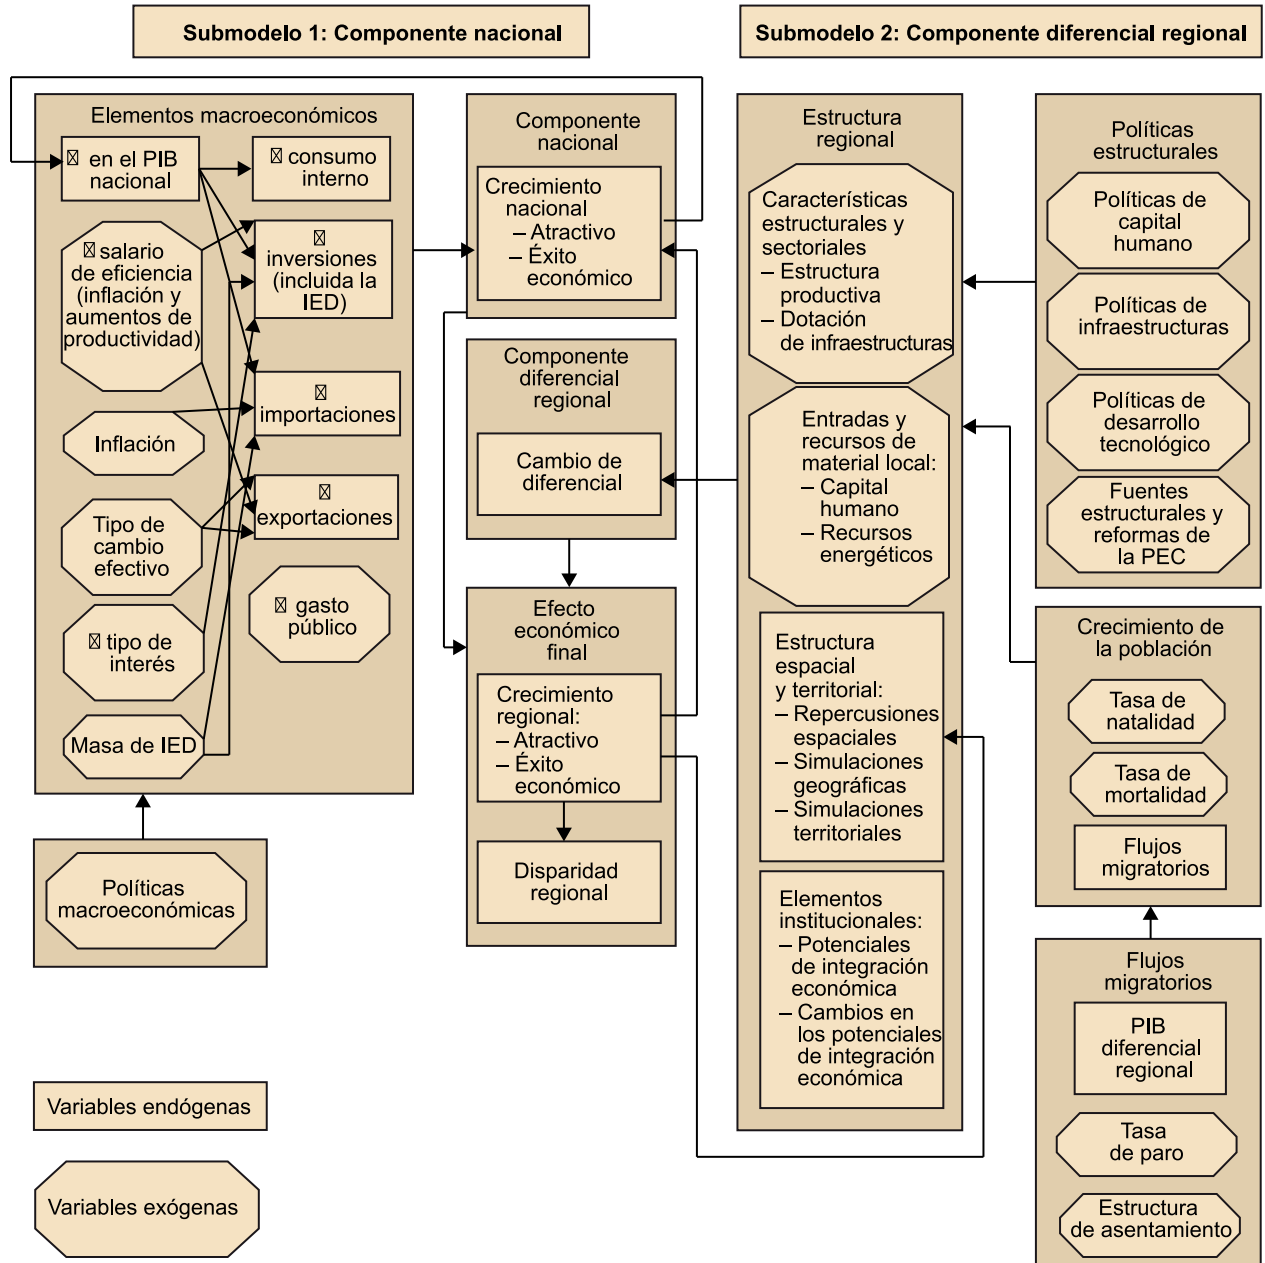 Submodelo 1: Componente nacional
Submodelo 2: Componente diferencial regional
Elementos macroeconómicos
en el PIB
nacional
consumo
interno
salario
de eficiencia
(inflación y
aumentos de
productividad)
inversiones
(incluida la
IED)
importaciones
Inflación
exportaciones
Tipo de
cambio
efectivo
gasto
público
tipo de
interés
Masa de IED
Políticas
macroeconómicas
Componente
nacional
Crecimiento
nacional
– Atractivo
– Éxito
económico
Componente
diferencial
regional
Cambio de
diferencial
Efecto
económico
final
Crecimiento
regional:
– Atractivo
– Éxito
económico
Disparidad
regional
Estructura
regional
Características
estructurales y
sectoriales
– Estructura
productiva
– Dotación
de infraestructuras
Entradas y
recursos de
material local:
– Capital
humano
– Recursos
energéticos
Estructura
espacial
y territorial:
– Repercusiones
espaciales
– Simulaciones
geográficas
– Simulaciones
territoriales
Elementos
institucionales:
– Potenciales
de integración
económica
– Cambios en
los potenciales
de integración
económica
Políticas
estructurales
Políticas de
capital
humano
Políticas de
infraestructuras
Políticas de
desarrollo
tecnológico
Fuentes
estructurales y
reformas de
la PEC
Crecimiento de
la población
Tasa de
natalidad
Tasa de
mortalidad
Flujos
migratorios
Flujos
migratorios
PIB
diferencial
regional
Tasa
de paro
Estructura
de asentamiento
Variables endógenas
Variables exógenas